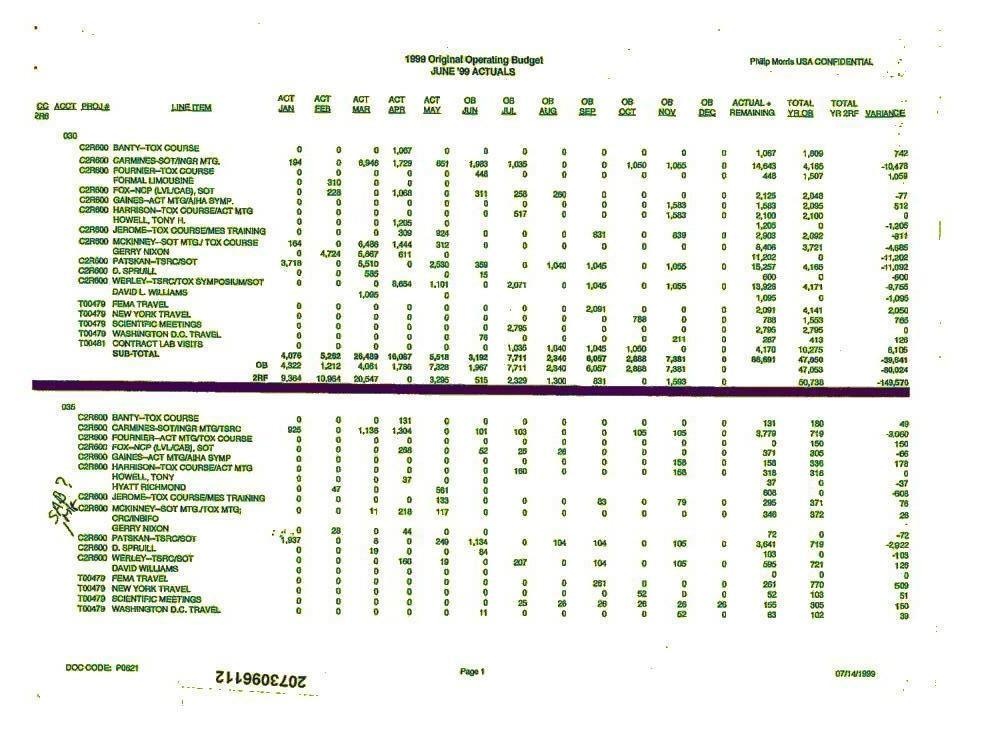 1999 Original Operating Budget
JUNE '99 ACTUALS
Philip Morris USA CONFIDENTIAL
CC ACCT PROJ.# LINE ITEM ACT JAN ACT FEB ACT MAR ACT APR ACT MAY OB JUN OB JUL OB AUG OB SEP OB OCT OB NOV OB DEC ACTUAL + REMAINING TOTAL YR OB TOTAL YR 2RF VARIANCE
2R6
030
C2R600 BANTY--TOX COURSE 0 0 0 1,067 0 0 0 0 0 0 0 0 1,067 1,809 742
C2R600 CARMINES-SOT/INGR MTG. 194 0 6,946 1,729 651 1,983 1,035 0 0 1,050 1,055 0 14,643 4,165 -10,478
C2R600 FOURNIER--TOX COURSE 0 0 0 0 0 448 0 0 0 0 0 0 448 1,507 1,059
FORMAL LIMOUSINE 0 310 0 0 0
C2R600 FOX--NCP (LVL/CAB), SOT 0 228 0 1,068 0 311 258 260 0 0 0 0 2,125 2,048 -77
C2R600 GAINES--ACT MTG/AIHA SYMP. 0 0 0 0 0 0 0 0 0 0 1,583 0 1,583 2,095 512
C2R600 HARRISON--TOX COURSE/ACT MTG 0 0 0 0 0 0 517 0 0 0 1,583 0 2,100 2,100 0
HOWELL, TONY H. 0 0 0 1,205 0 1,205 0 -1,205
C2R600 JEROME--TOX COURSE/MES TRAINING 0 0 0 309 924 0 0 0 831 0 839 0 2,903 2,092 -811
C2R600 MCKINNEY--SOT MTG./ TOX COURSE 164 0 6,486 1,444 312 0 0 0 0 0 0 0 8,406 3,721 -4,685
GERRY NIXON 0 4,724 5,867 611 0 11,202 0 -11,202
C2R600 PATSKAN--TSRC/SOT 3,718 0 5,510 0 2,530 359 0 1,040 1,045 0 1,055 0 15,257 4,165 -11,092
C2R600 D. SPRUILL 0 0 585 0 0 15 600 0 -600
C2R600 WERLEY--TSRC/TOX SYMPOSIUM/SOT 0 0 0 8,654 1,101 0 2,071 0 1,045 0 1,055 0 13,926 4,171 -9,755
DAVID L. WILLIAMS 1,095 0 1,095 0 -1,095
T00479 FEMA TRAVEL 0 0 0 0 0 0 0 0 2,091 0 0 0 2,091 4,141 2,050
T00479 NEW YORK TRAVEL 0 0 0 0 0 0 0 0 0 788 0 0 788 1,553 765
T00479 SCIENTIFIC MEETINGS 0 0 0 0 0 0 2,795 0 0 0 0 0 2,795 2,795 0
T00479 WASHINGTON D.C. TRAVEL 0 0 0 0 0 76 0 0 0 0 211 0 287 413 126
T00481 CONTRACT LAB VISITS 0 0 0 0 0 0 1,035 1,040 1,045 1,050 0 0 4,170 10,275 6,105
SUB-TOTAL 4,076 5,262 26,489 16,087 5,518 3,192 7,711 2,340 6,057 2,888 7,381 0 86,691 47,050 -39,641
OB 4,322 1,212 4,061 1,786 7,328 1,967 7,711 2,340 6,057 2,888 7,381 0 47,053 -80,024
2RF 9,364 10,954 20,547 0 3,295 515 2,329 1,300 831 0 1,593 0 50,738 -149,570
035
C2R600 BANTY--TOX COURSE 0 0 0 131 0 0 0 0 0 0 0 0 131 180 49
C2R600 CARMINES-SOT/INGR MTG/TSRC 925 0 1,136 1,304 0 101 103 0 0 105 105 0 3,779 719 -3,060
C2R600 FOURNIER--ACT MTG/TOX COURSE 0 0 0 0 0 0 0 0 0 0 0 0 0 150 150
C2R600 FOX--NCP (LVL/CAB), SOT 0 0 0 268 0 52 25 26 0 0 0 0 371 305 -66
C2R600 GAINES--ACT MTG/AIHA SYMP 0 0 0 0 0 0 0 0 0 0 158 0 158 336 178
C2R600 HARRISON--TOX COURSE/ACT MTG 0 0 0 0 0 0 160 0 0 0 158 0 318 318 0
HOWELL, TONY 0 0 0 37 0 37 0 -37
HYATT RICHMOND 0 47 0 0 561 608 0 -608
C2R600 JEROME--TOX COURSE/MES TRAINING 0 0 0 0 133 0 0 0 83 0 79 0 295 371 76
C2R600 MCKINNEY--SOT MTG./TOX MTG; 0 0 11 218 117 0 0 0 0 0 0 0 346 372 26
CRC/INBIFO
GERRY NIXON 0 28 0 44 0 72 0 -72
C2R600 PATSKAN--TSRC/SOT 1,937 0 8 0 249 1,134 0 104 104 0 105 0 3,641 719 -2,922
C2R600 D. SPRUILL 0 0 19 0 0 84 103 0 -103
C2R600 WERLEY--TSRC/SOT 0 0 0 160 19 0 207 0 104 0 105 0 595 721 126
DAVID WILLIAMS 0 0 0 0 0 0 0 0
T00479 FEMA TRAVEL 0 0 0 0 0 0 0 0 261 0 0 0 261 770 509
T00479 NEW YORK TRAVEL 0 0 0 0 0 0 0 0 0 52 0 0 52 103 51
T00479 SCIENTIFIC MEETINGS 0 0 0 0 0 0 25 26 26 26 26 26 155 305 150
T00479 WASHINGTON D.C. TRAVEL 0 0 0 0 0 11 0 0 0 0 52 0 63 102 39
DOC CODE: P0621
2073096112
Page 1
07/14/1999